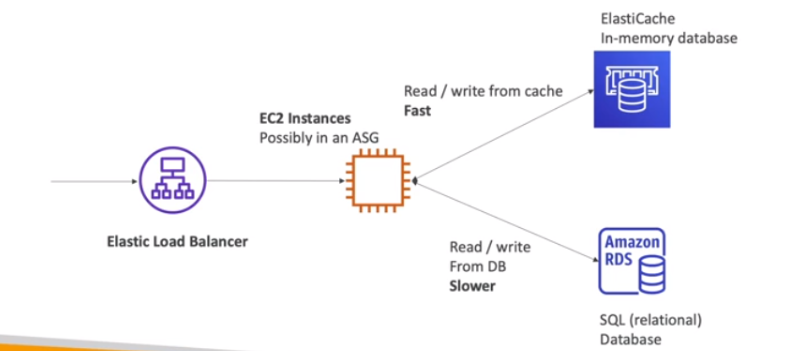 ElastiCache
In-memory database
Read / write from cache
Fast
EC2 Instances
Possibly in an ASG
Elastic Load Balancer
Read / write
From DB
Slower
Amazon
RDS
SQL (relational)
Database